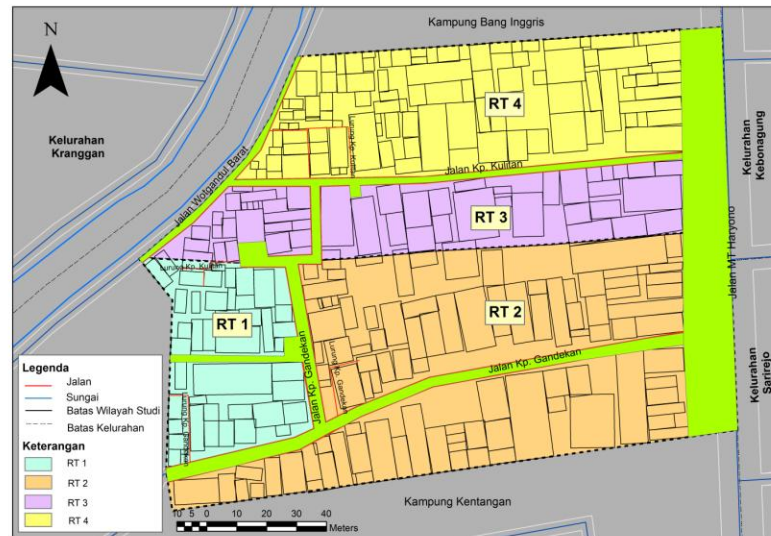 Kampung Bang Inggris
N
RT 4
Kelurahan
Kranggan
Kelurahan
Kebonagung
Lurung Kp. Kulitan
Jalan Wotgandul Barat
Jalan Kp. Kulitan
RT 3
Jalan MT Haryono
Lurung Kp. Kulitan
RT 1
RT 2
Jalan Kp. Gandekan
Lurung Kp. Gandekan
Jalan Kp. Gandekan
Kelurahan
Sarirejo
Lurung Kp. Gandekan
Legenda
Jalan
Sungai
Batas Wilayah Studi
Batas Kelurahan
Keterangan
RT 1
RT 2
RT 3
RT 4
Kampung Kentangan
10 5 0 10 20 30 40
Meters